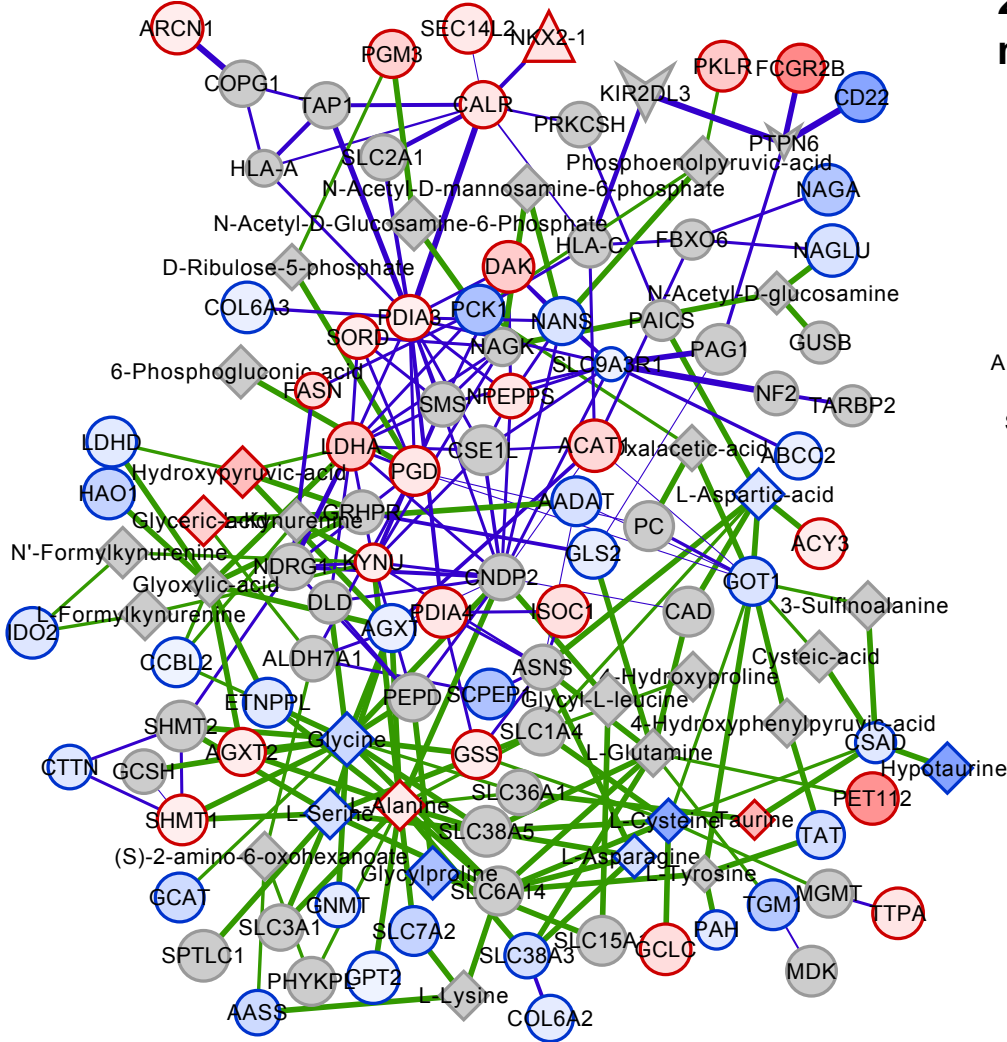 ARCN1
SEC14L2
NKX2-1
PGM3
PKLR
FCGR2B
COPG1
TAP1
CALR
KIR2DL3
CD22
PRKCSH
PTPN6
HLA-A
SLC2A1
Phosphoenolpyruvic-acid
N-Acetyl-D-mannosamine-6-phosphate
NAGA
N-Acetyl-D-Glucosamine-6-Phosphate
HLA-C
FBXO6
NAGLU
D-Ribulose-5-phosphate
DAK
N-Acetyl-D-glucosamine
COL6A3
PDIA3
PCK1
NANS
PAICS
SORD
NAGK
PAG1
GUSB
6-Phosphogluconic-acid
SLC9A3R1
A
FASN
SMS
NPEPPS
NF2
TARBP2
LDHD
LDHA
CSE1L
ACAT1
Oxalacetic-acid
ABCC2
Hydroxypyruvic-acid
PGD
HAO1
AADAT
L-Aspartic-acid
Glyceric-acid
L-Kynurenine
GRHPR
PC
ACY3
N'-Formylkynurenine
NDRG1
KYNU
GLS2
Glyoxylic-acid
CNDP2
GOT1
L-Formylkynurenine
DLD
PDIA4
ISOC1
CAD
3-Sulfinoalanine
IDO2
AGXT
CCBL2
ALDH7A1
ASNS
Cysteic-acid
4-Hydroxyproline
ETNPPL
PEPD
SCPEP1
Glycyl-L-leucine
SHMT2
SLC1A4
4-Hydroxyphenylpyruvic-acid
Glycine
AGXT2
GSS
L-Glutamine
CSAD
CTTN
GCSH
Hypotaurine
SLC36A1
PET112
SHMT1
L-Serine
L-Alanine
SLC38A5
L-Cysteine
Taurine
TAT
(S)-2-amino-6-oxohexanoate
L-Asparagine
Glycylproline
SLC6A14
L-Tyrosine
GCAT
GNMT
TGM1
MGMT
TTPA
SLC3A1
SLC7A2
PAH
SPTLC1
SLC38A3
SLC15A1
GCLC
PHYKPL
GPT2
MDK
L-Lysine
AASS
COL6A2